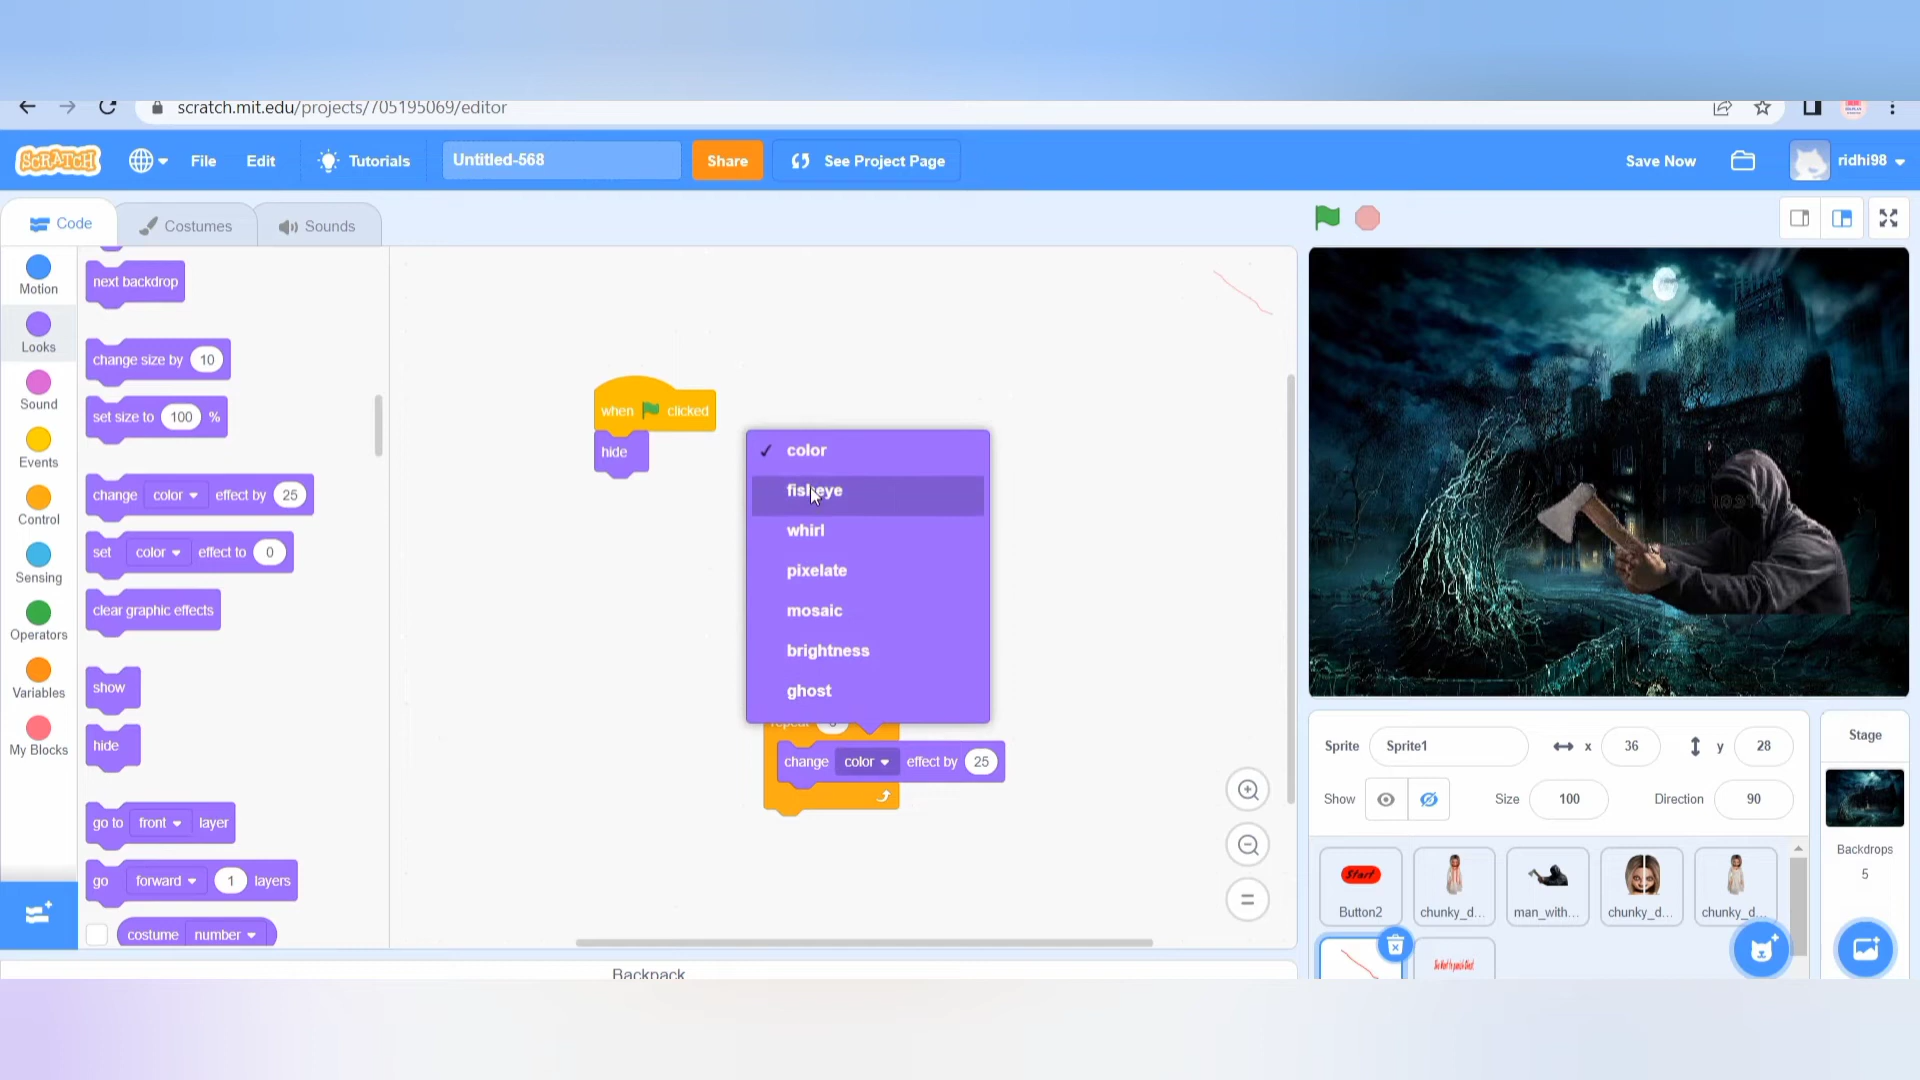 scratch.mit.edu/projects/705195069/editor
SCRATCH
File
Edit
Tutorials
Untitled-568
Share
See Project Page
Save Now
ridhi98
Code
Costumes
Sounds
Motion
Looks
Sound
Events
Control
Sensing
Operators
Variables
My Blocks
next backdrop
change size by 10
set size to 100 %
change color effect by 25
set color effect to 0
clear graphic effects
show
hide
go to front layer
go forward 1 layers
costume number
when clicked
hide
✓ color
fisheye
whirl
pixelate
mosaic
brightness
ghost
repeat
change color effect by 25
Backpack
Sprite
Sprite1
x 36
y 28
Show
Size 100
Direction 90
Stage
Backdrops
5
Start
Button2
chunky_d...
man_with...
chunky_d...
chunky_d...